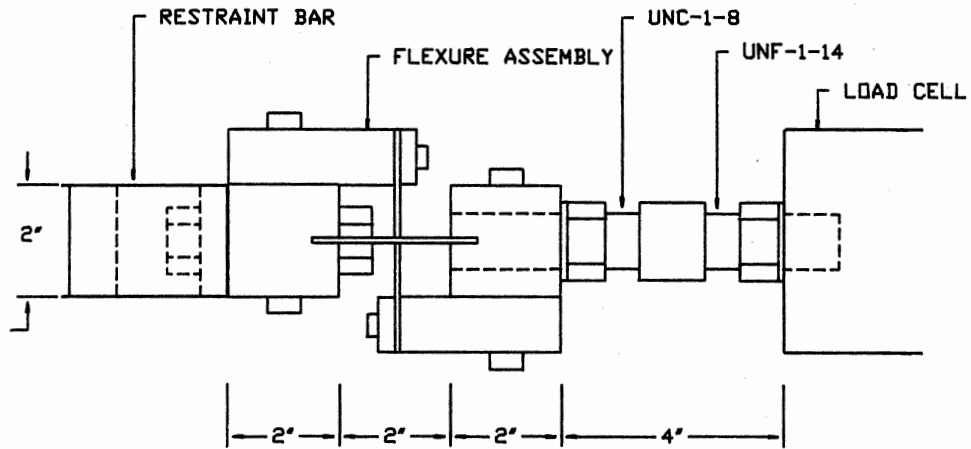 RESTRAINT BAR
UNC-1-8
FLEXURE ASSEMBLY
UNF-1-14
LOAD CELL
2"
2"
2"
2"
4"